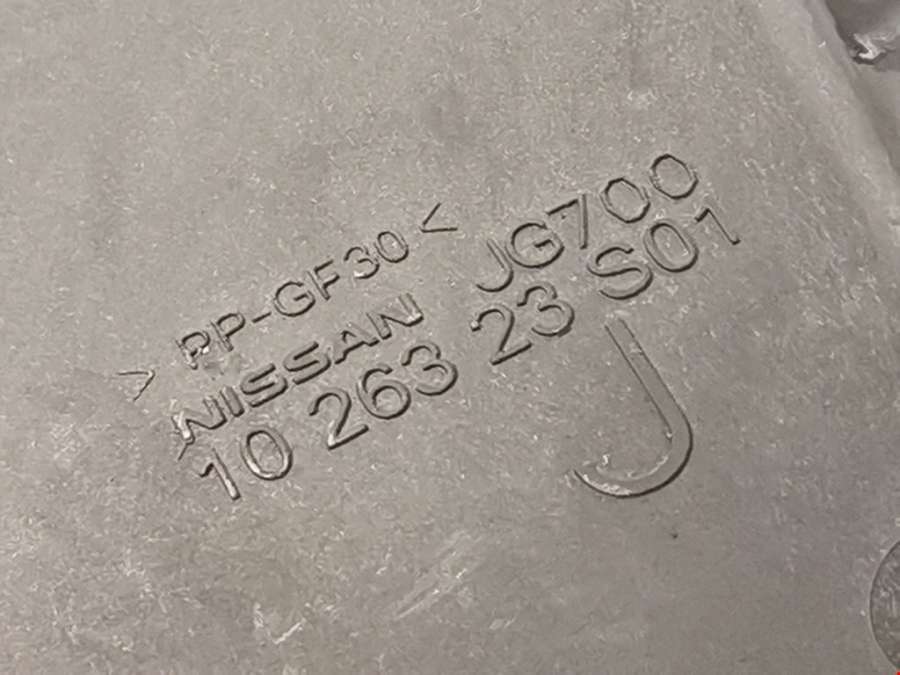 >PP-GF30<
NISSAN JG700
10 263 23 S01
J